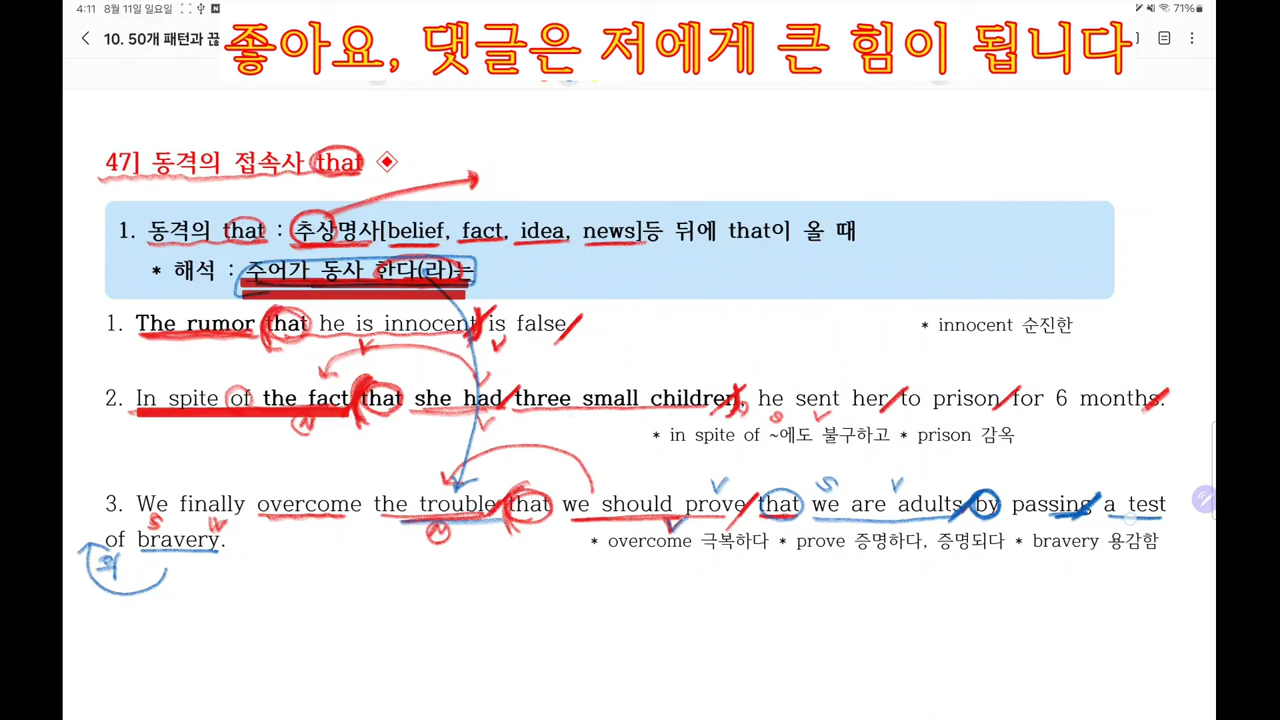 4:11 8월 11일 일요일
71%
10. 50개 패턴과 끊
좋아요, 댓글은 저에게 큰 힘이 됩니다
47] 동격의 접속사 that ◈
1. 동격의 that : 추상명사[belief, fact, idea, news]등 뒤에 that이 올 때
* 해석 : 주어가 동사 한다(라)는
1. The rumor that he is innocent is false. * innocent 순진한
2. In spite of the fact that she had three small children, he sent her to prison for 6 months.
N S V
* in spite of ~에도 불구하고 * prison 감옥
V S V
3. We finally overcome the trouble that we should prove that we are adults by passing a test
S V N V
of bravery. * overcome 극복하다 * prove 증명하다, 증명되다 * bravery 용감함
의